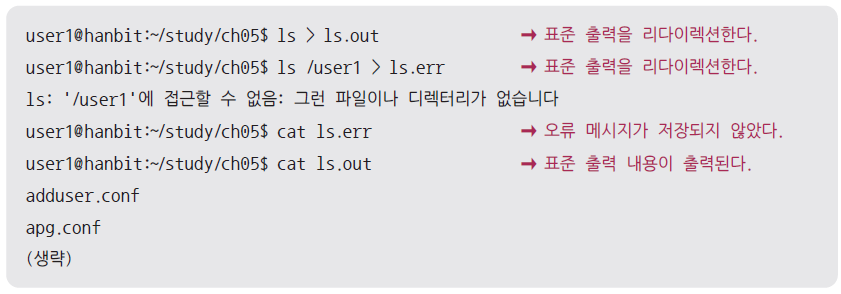 user1@hanbit:~/study/ch05$ ls > ls.out → 표준 출력을 리다이렉션한다.
user1@hanbit:~/study/ch05$ ls /user1 > ls.err → 표준 출력을 리다이렉션한다.
ls: '/user1'에 접근할 수 없음: 그런 파일이나 디렉터리가 없습니다
user1@hanbit:~/study/ch05$ cat ls.err → 오류 메시지가 저장되지 않았다.
user1@hanbit:~/study/ch05$ cat ls.out → 표준 출력 내용이 출력된다.
adduser.conf
apg.conf
(생략)